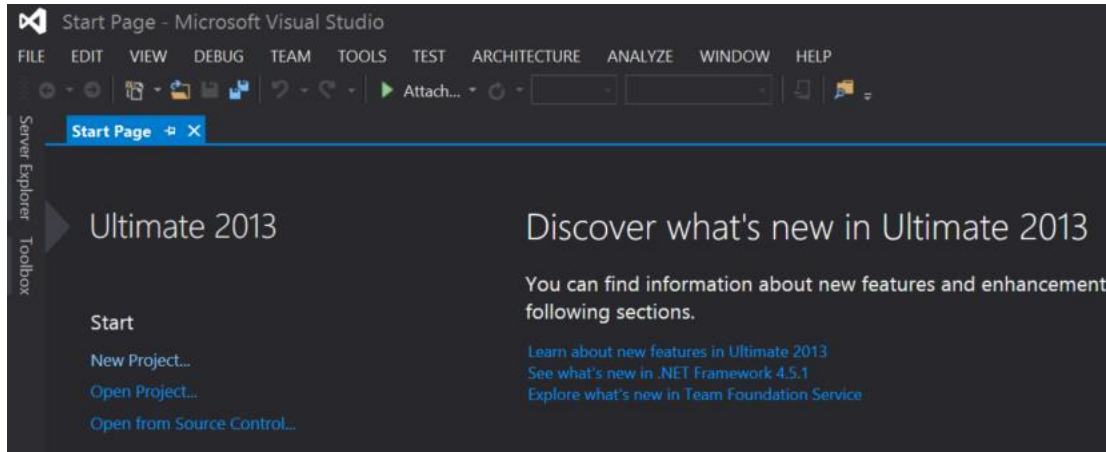 Start Page - Microsoft Visual Studio
FILE EDIT VIEW DEBUG TEAM TOOLS TEST ARCHITECTURE ANALYZE WINDOW HELP
Attach...
Server Explorer
Toolbox
Start Page
Ultimate 2013
Start
New Project...
Open Project...
Open from Source Control...
Discover what's new in Ultimate 2013
You can find information about new features and enhancement
following sections.
Learn about new features in Ultimate 2013
See what's new in .NET Framework 4.5.1
Explore what's new in Team Foundation Service